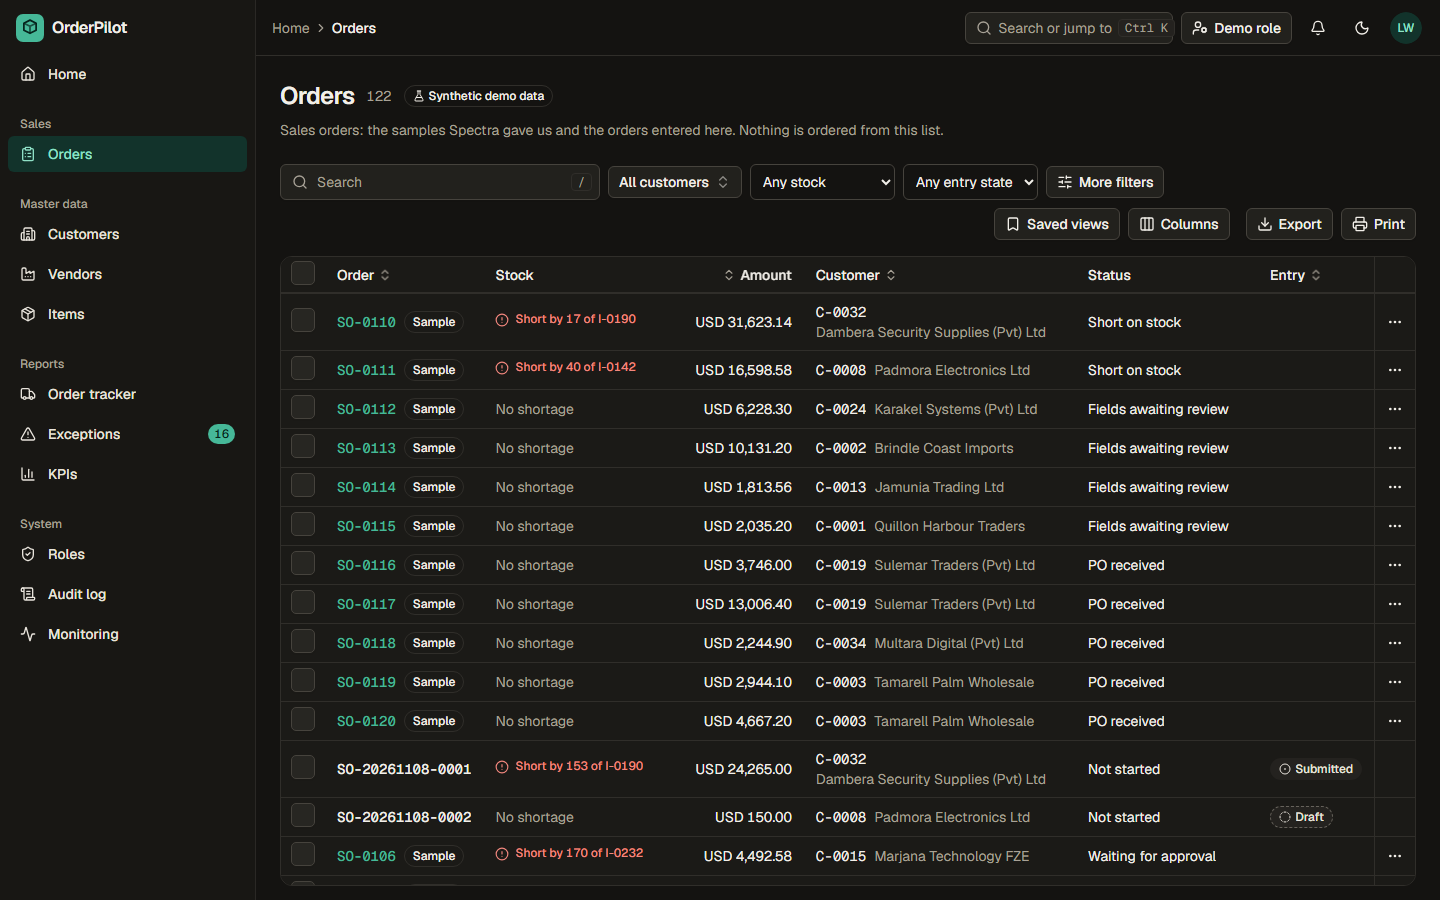 OrderPilot
Home
Sales
Orders
Master data
Customers
Vendors
Items
Reports
Order tracker
Exceptions 16
KPIs
System
Roles
Audit log
Monitoring
Home > Orders
Search or jump to Ctrl K
Demo role
LW
Orders 122 Synthetic demo data
Sales orders: the samples Spectra gave us and the orders entered here. Nothing is ordered from this list.
Search /
All customers
Any stock
Any entry state
More filters
Saved views
Columns
Export
Print
Order Stock Amount Customer Status Entry
SO-0110 Sample Short by 17 of I-0190 USD 31,623.14 C-0032 Dambera Security Supplies (Pvt) Ltd Short on stock ···
SO-0111 Sample Short by 40 of I-0142 USD 16,598.58 C-0008 Padmora Electronics Ltd Short on stock ···
SO-0112 Sample No shortage USD 6,228.30 C-0024 Karakel Systems (Pvt) Ltd Fields awaiting review ···
SO-0113 Sample No shortage USD 10,131.20 C-0002 Brindle Coast Imports Fields awaiting review ···
SO-0114 Sample No shortage USD 1,813.56 C-0013 Jamunia Trading Ltd Fields awaiting review ···
SO-0115 Sample No shortage USD 2,035.20 C-0001 Quillon Harbour Traders Fields awaiting review ···
SO-0116 Sample No shortage USD 3,746.00 C-0019 Sulemar Traders (Pvt) Ltd PO received ···
SO-0117 Sample No shortage USD 13,006.40 C-0019 Sulemar Traders (Pvt) Ltd PO received ···
SO-0118 Sample No shortage USD 2,244.90 C-0034 Multara Digital (Pvt) Ltd PO received ···
SO-0119 Sample No shortage USD 2,944.10 C-0003 Tamarell Palm Wholesale PO received ···
SO-0120 Sample No shortage USD 4,667.20 C-0003 Tamarell Palm Wholesale PO received ···
SO-20261108-0001 Short by 153 of I-0190 USD 24,265.00 C-0032 Dambera Security Supplies (Pvt) Ltd Not started Submitted
SO-20261108-0002 No shortage USD 150.00 C-0008 Padmora Electronics Ltd Not started Draft
SO-0106 Sample Short by 170 of I-0232 USD 4,492.58 C-0015 Marjana Technology FZE Waiting for approval ···